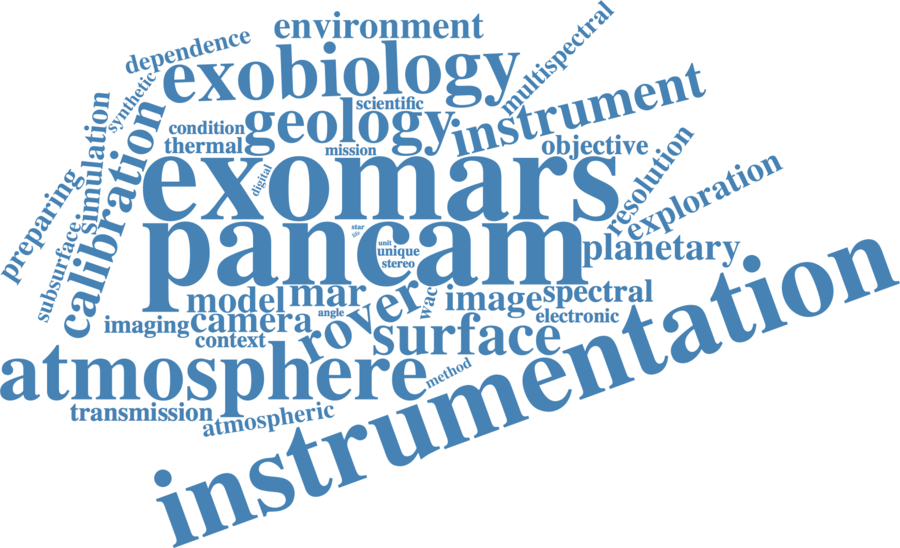 environment
multispectral
dependence
exobiology
synthetic
scientific
instrument
geology
condition
thermal
mission
objective
simulation
calibration
preparing
subsurface
exomars
digital
resolution
exploration
pancam
star
life
unit
unique
stereo
planetary
model
mar
rover
wac
image
spectral
imaging
camera
angle
electronic
context
surface
atmosphere
method
transmission
atmospheric
instrumentation